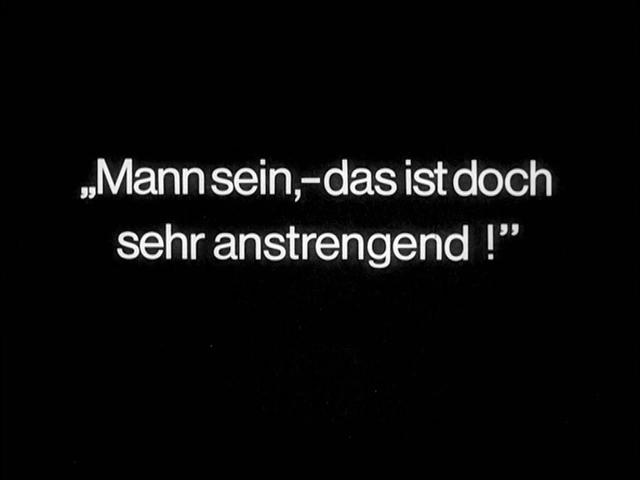 „Mann sein,-das ist doch
sehr anstrengend !”